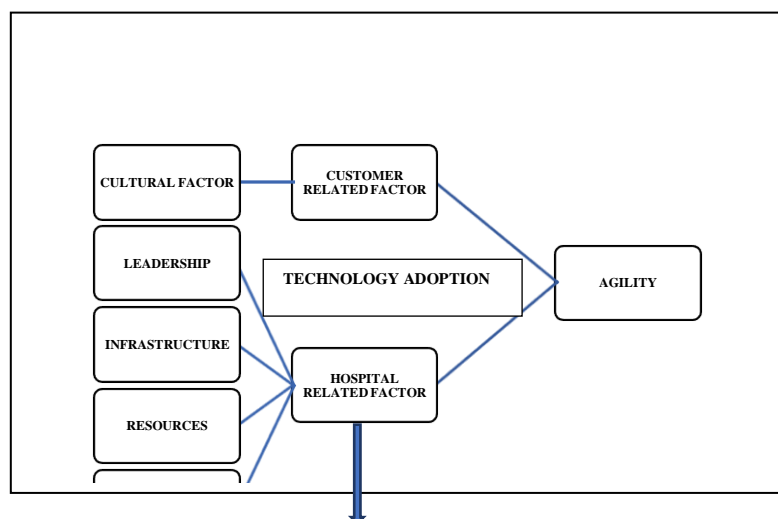 CULTURAL FACTOR
CUSTOMER
RELATED FACTOR
LEADERSHIP
TECHNOLOGY ADOPTION
AGILITY
INFRASTRUCTURE
HOSPITAL
RELATED FACTOR
RESOURCES